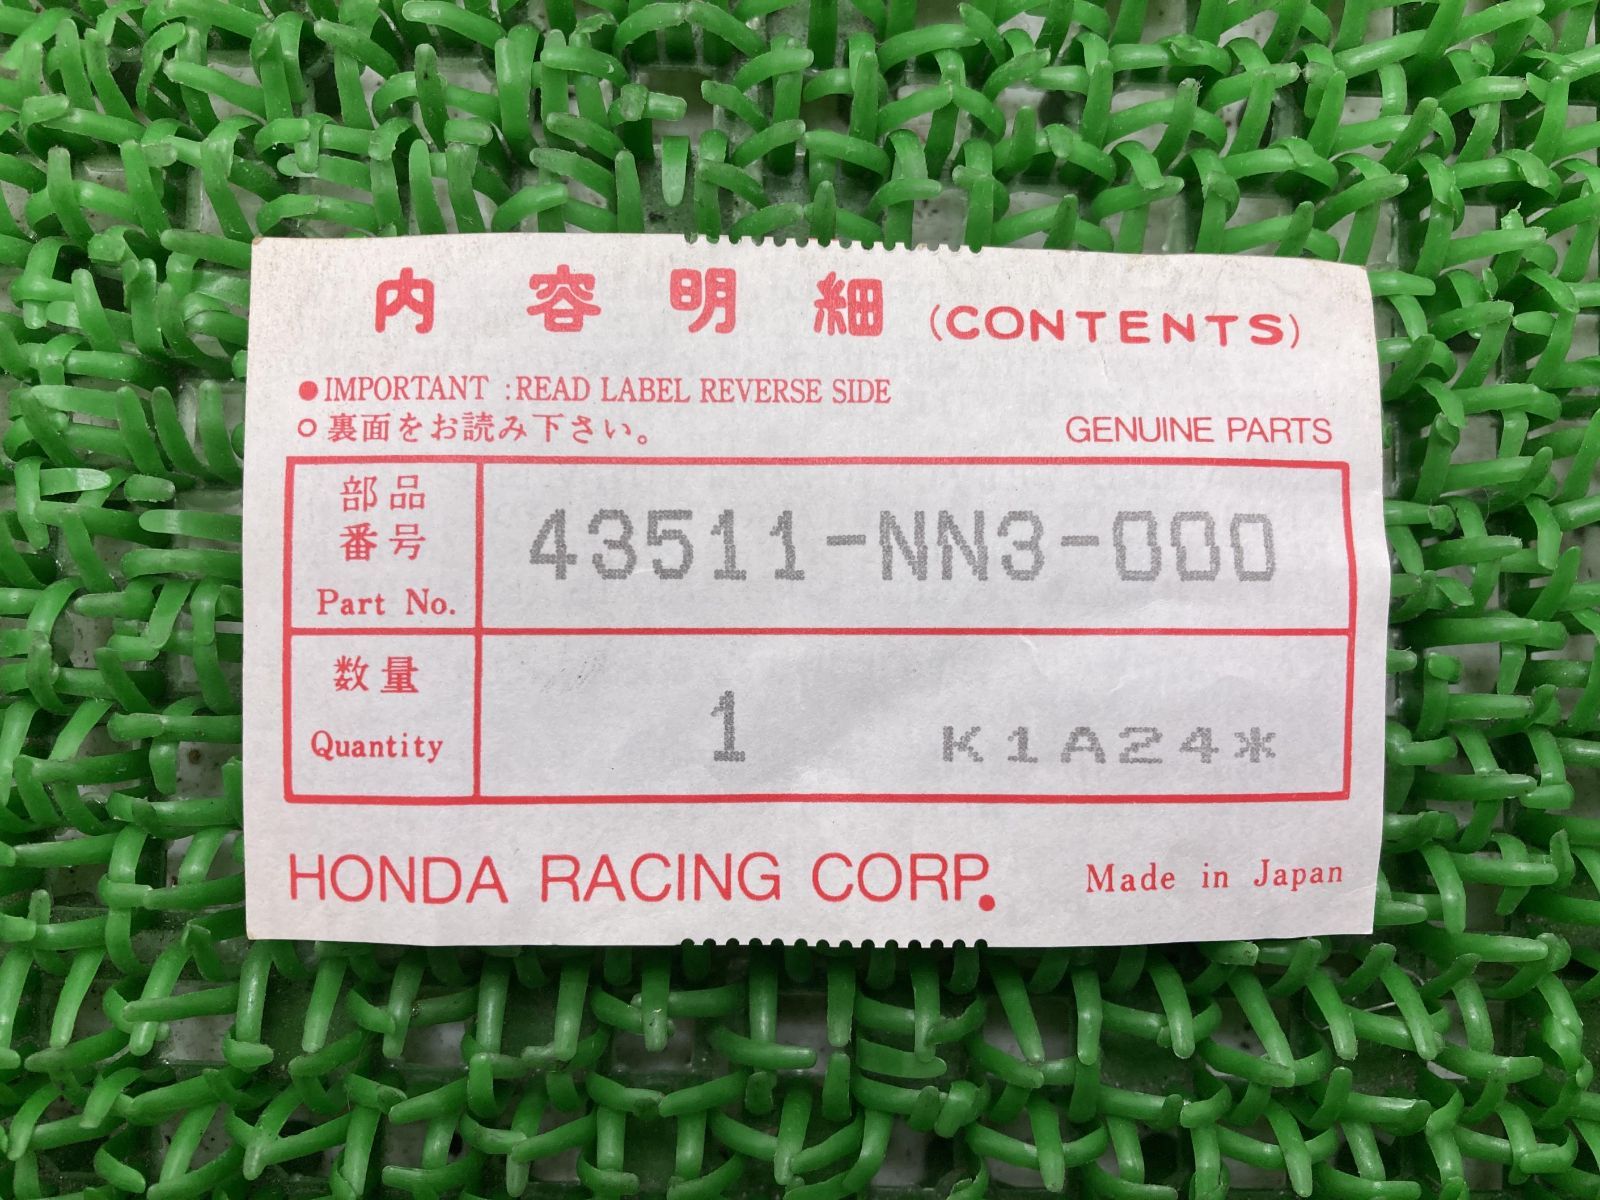 内容明細 (CONTENTS)
●IMPORTANT :READ LABEL REVERSE SIDE
○裏面をお読み下さい。
GENUINE PARTS
部品
番号
Part No.
43511-NN3-000
数量
Quantity
1 K1A24*
HONDA RACING CORP.
Made in Japan